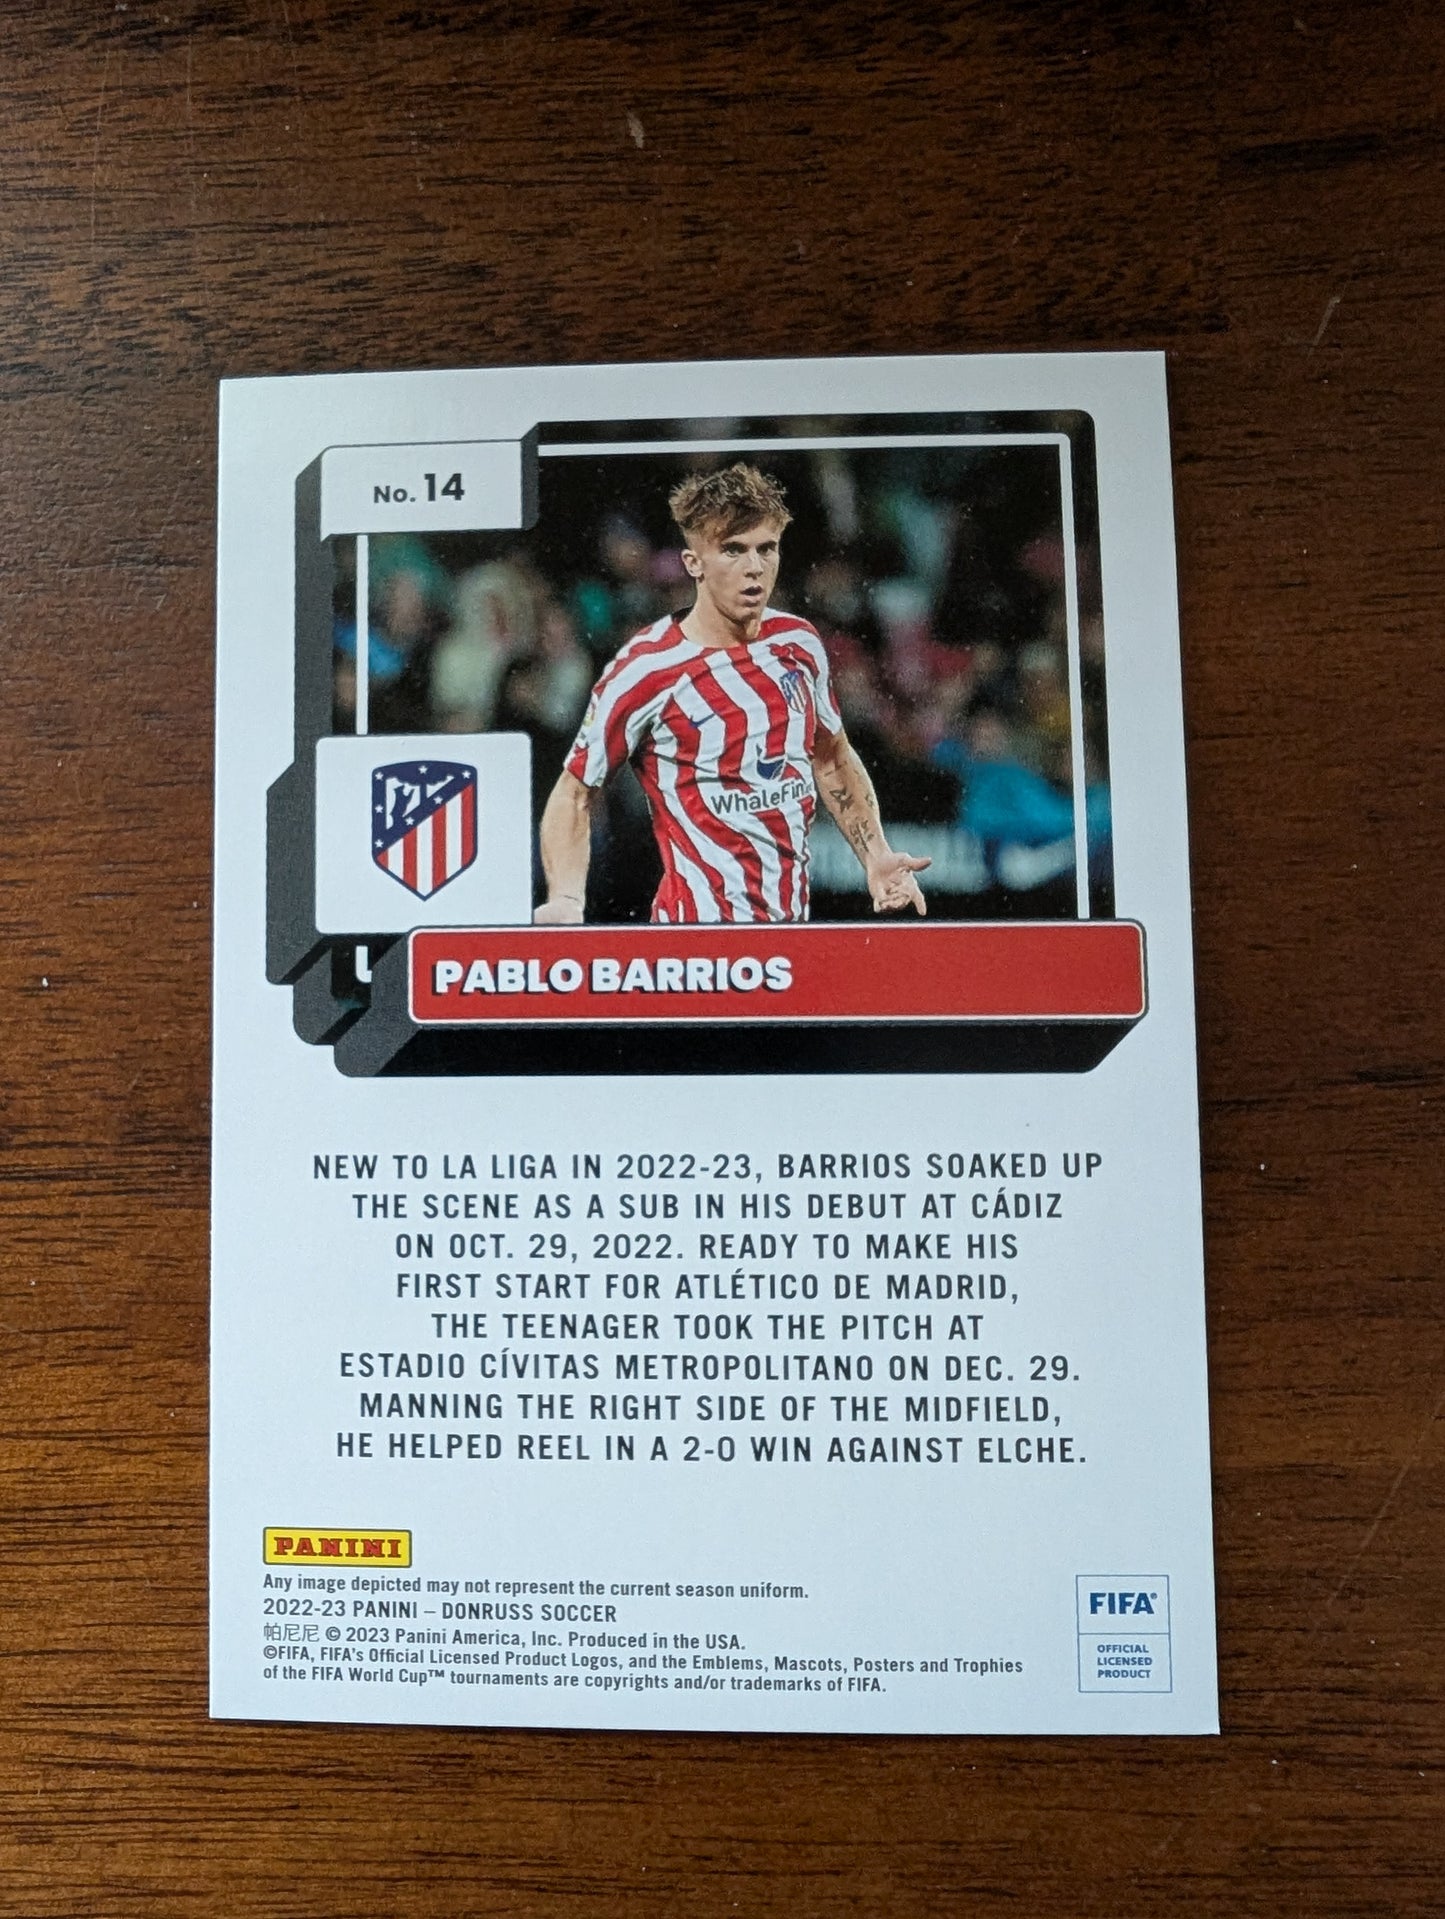 No. 14
WhaleFin
PABLO BARRIOS
NEW TO LA LIGA IN 2022-23, BARRIOS SOAKED UP
THE SCENE AS A SUB IN HIS DEBUT AT CÁDIZ
ON OCT. 29, 2022. READY TO MAKE HIS
FIRST START FOR ATLÉTICO DE MADRID,
THE TEENAGER TOOK THE PITCH AT
ESTADIO CÍVITAS METROPOLITANO ON DEC. 29.
MANNING THE RIGHT SIDE OF THE MIDFIELD,
HE HELPED REEL IN A 2-0 WIN AGAINST ELCHE.
PANINI
Any image depicted may not represent the current season uniform.
2022-23 PANINI – DONRUSS SOCCER
帕尼尼 © 2023 Panini America, Inc. Produced in the USA.
©FIFA, FIFA's Official Licensed Product Logos, and the Emblems, Mascots, Posters and Trophies
of the FIFA World Cup™ tournaments are copyrights and/or trademarks of FIFA.
FIFA®
OFFICIAL
LICENSED
PRODUCT